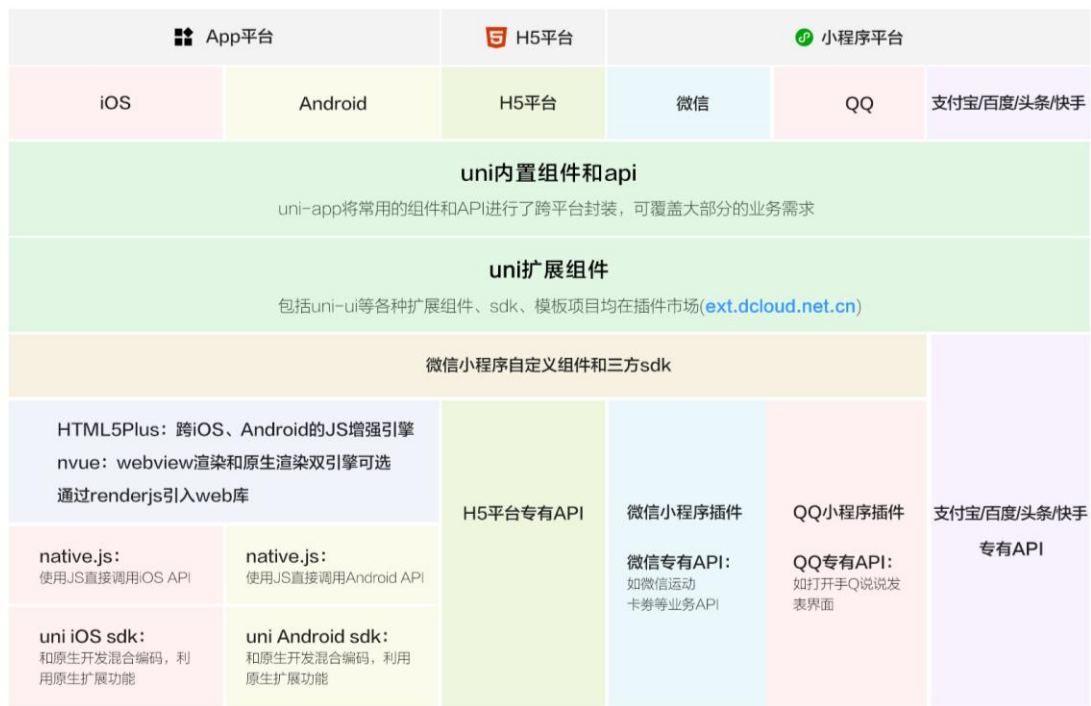 App平台
H5平台
小程序平台
iOS
Android
H5平台
微信
QQ
支付宝/百度/头条/快手
uni内置组件和api
uni-app将常用的组件和API进行了跨平台封装，可覆盖大部分的业务需求
uni扩展组件
包括uni-ui等各种扩展组件、sdk、模板项目均在插件市场(ext.dcloud.net.cn)
微信小程序自定义组件和三方sdk
HTML5Plus：跨iOS、Android的JS增强引擎
nvue：webview渲染和原生渲染双引擎可选
通过renderjs引入web库
native.js：
使用JS直接调用iOS API
native.js：
使用JS直接调用Android API
uni iOS sdk：
和原生开发混合编码，利
用原生扩展功能
uni Android sdk：
和原生开发混合编码，利用
原生扩展功能
H5平台专有API
微信小程序插件
微信专有API：
如微信运动
卡券等业务API
QQ小程序插件
QQ专有API：
如打开手Q说说发
表界面
支付宝/百度/头条/快手
专有API